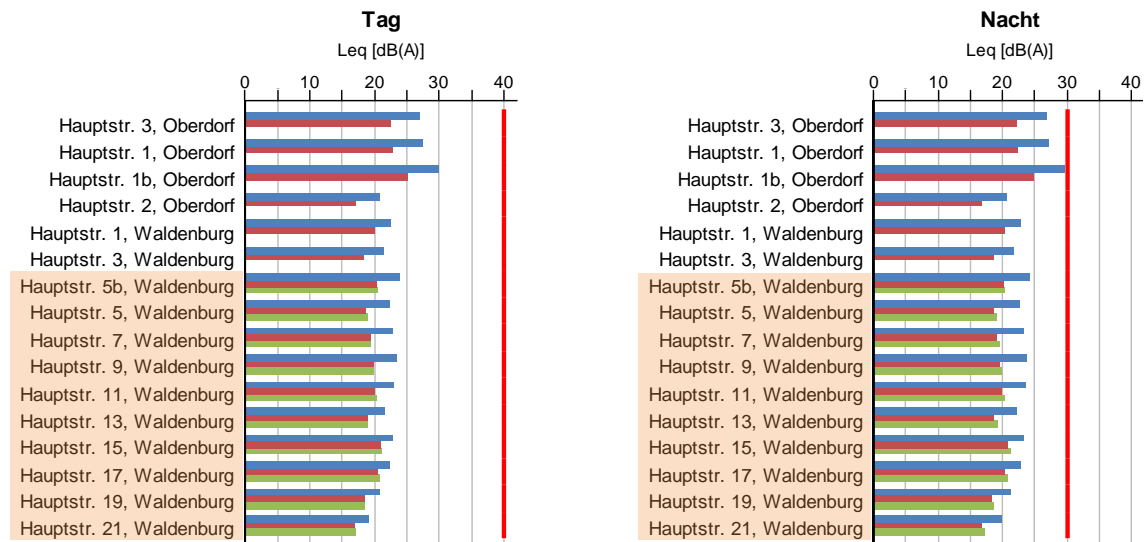 Tag
Leq [dB(A)]
0 10 20 30 40
Hauptstr. 3, Oberdorf
Hauptstr. 1, Oberdorf
Hauptstr. 1b, Oberdorf
Hauptstr. 2, Oberdorf
Hauptstr. 1, Waldenburg
Hauptstr. 3, Waldenburg
Hauptstr. 5b, Waldenburg
Hauptstr. 5, Waldenburg
Hauptstr. 7, Waldenburg
Hauptstr. 9, Waldenburg
Hauptstr. 11, Waldenburg
Hauptstr. 13, Waldenburg
Hauptstr. 15, Waldenburg
Hauptstr. 17, Waldenburg
Hauptstr. 19, Waldenburg
Hauptstr. 21, Waldenburg
Nacht
Leq [dB(A)]
0 10 20 30 40
Hauptstr. 3, Oberdorf
Hauptstr. 1, Oberdorf
Hauptstr. 1b, Oberdorf
Hauptstr. 2, Oberdorf
Hauptstr. 1, Waldenburg
Hauptstr. 3, Waldenburg
Hauptstr. 5b, Waldenburg
Hauptstr. 5, Waldenburg
Hauptstr. 7, Waldenburg
Hauptstr. 9, Waldenburg
Hauptstr. 11, Waldenburg
Hauptstr. 13, Waldenburg
Hauptstr. 15, Waldenburg
Hauptstr. 17, Waldenburg
Hauptstr. 19, Waldenburg
Hauptstr. 21, Waldenburg